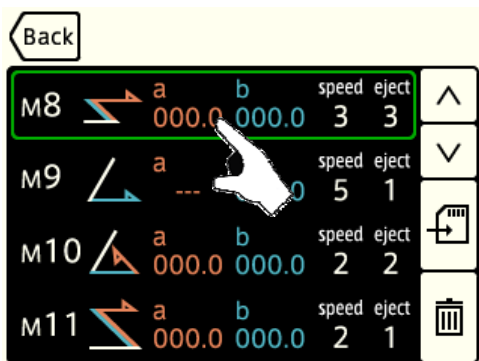 Back
M8 a b speed eject
000.0 000.0 3 3
M9 a speed eject
--- 0 5 1
M10 a b speed eject
000.0 000.0 2 2
M11 a b speed eject
000.0 000.0 2 1